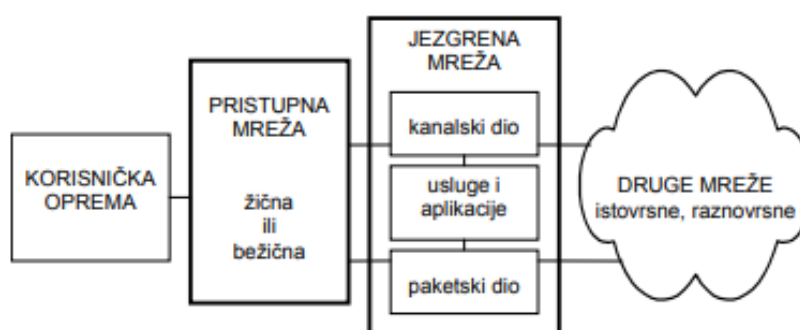 KORISNIČKA
OPREMA
PRISTUPNA
MREŽA
žična
ili
bežična
JEZGRENA
MREŽA
kanalski dio
usluge i
aplikacije
paketski dio
DRUGE MREŽE
istovrsne, raznovrsne